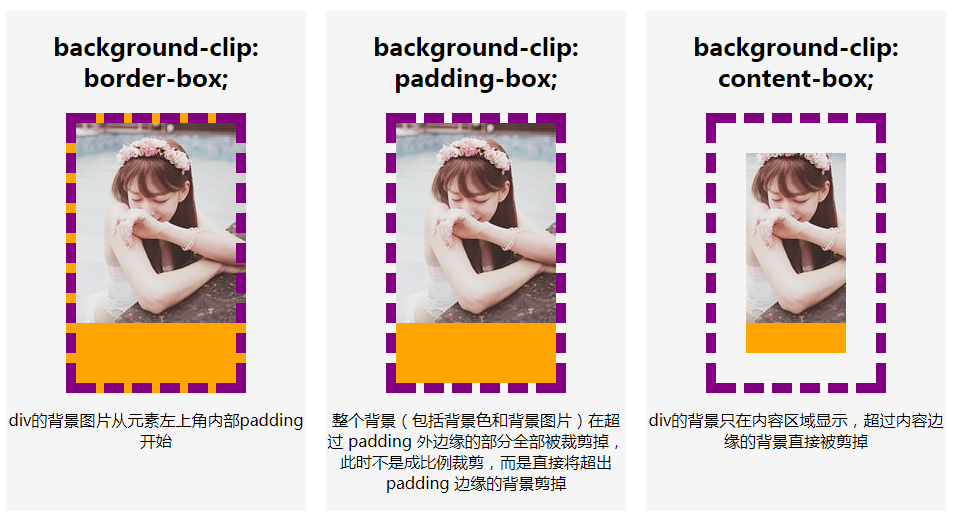 background-clip:
border-box;
div的背景图片从元素左上角内部padding
开始
background-clip:
padding-box;
整个背景（包括背景色和背景图片）在超
过 padding 外边缘的部分全部被裁剪掉，
此时不是成比例裁剪，而是直接将超出
padding 边缘的背景剪掉
background-clip:
content-box;
div的背景只在内容区域显示，超过内容边
缘的背景直接被剪掉